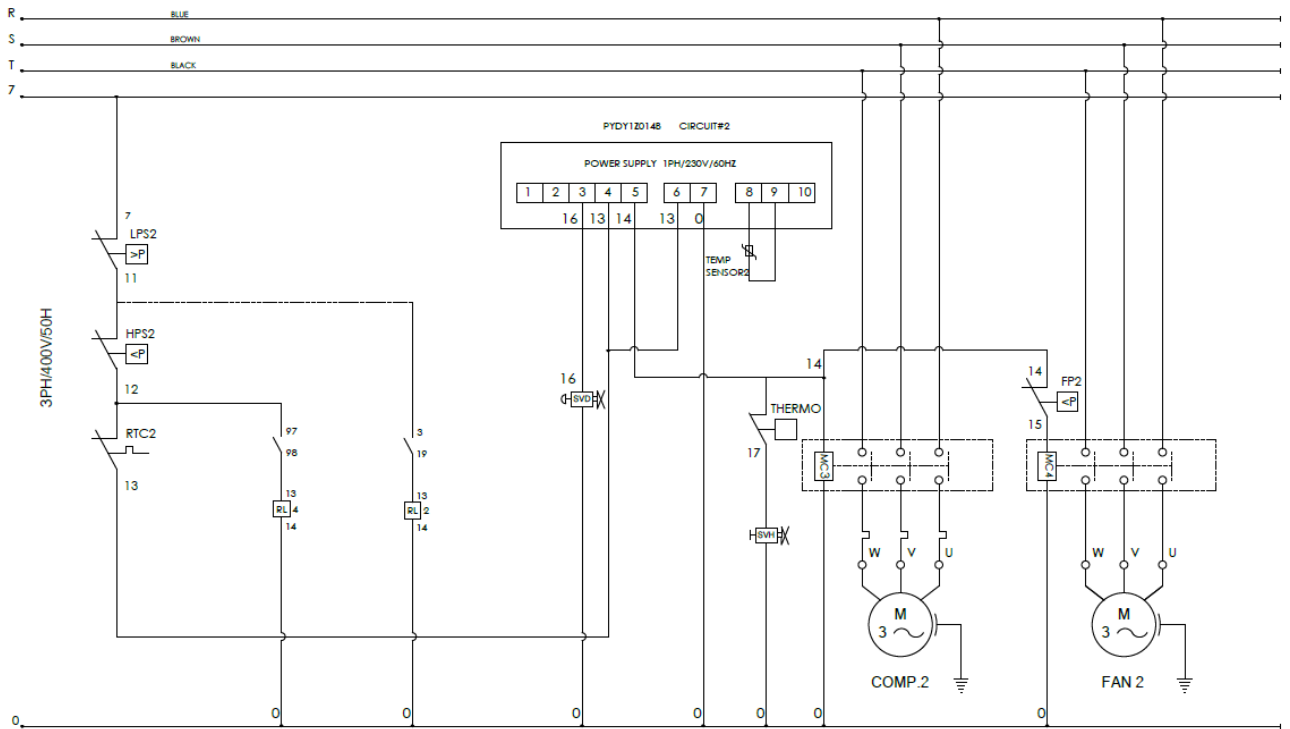 R BLUE
S BROWN
T BLACK
7
PYDY1Z014B CIRCUIT#2
POWER SUPPLY 1PH/230V/60HZ
1 2 3 4 5 6 7 8 9 10
16 13 14 13 0
7
LPS2
>P
11
TEMP
SENSOR2
3PH/400V/50H
HPS2
<P
12
14
14
FP2
<P
15
16
SVD
THERMO
17
RTC2
13
97
98
3
19
MC3
MC4
13
RL 4
14
13
RL 2
14
SVH
W V U
W V U
M
3
M
3
COMP.2
FAN 2
0 0 0 0 0 0 0 0